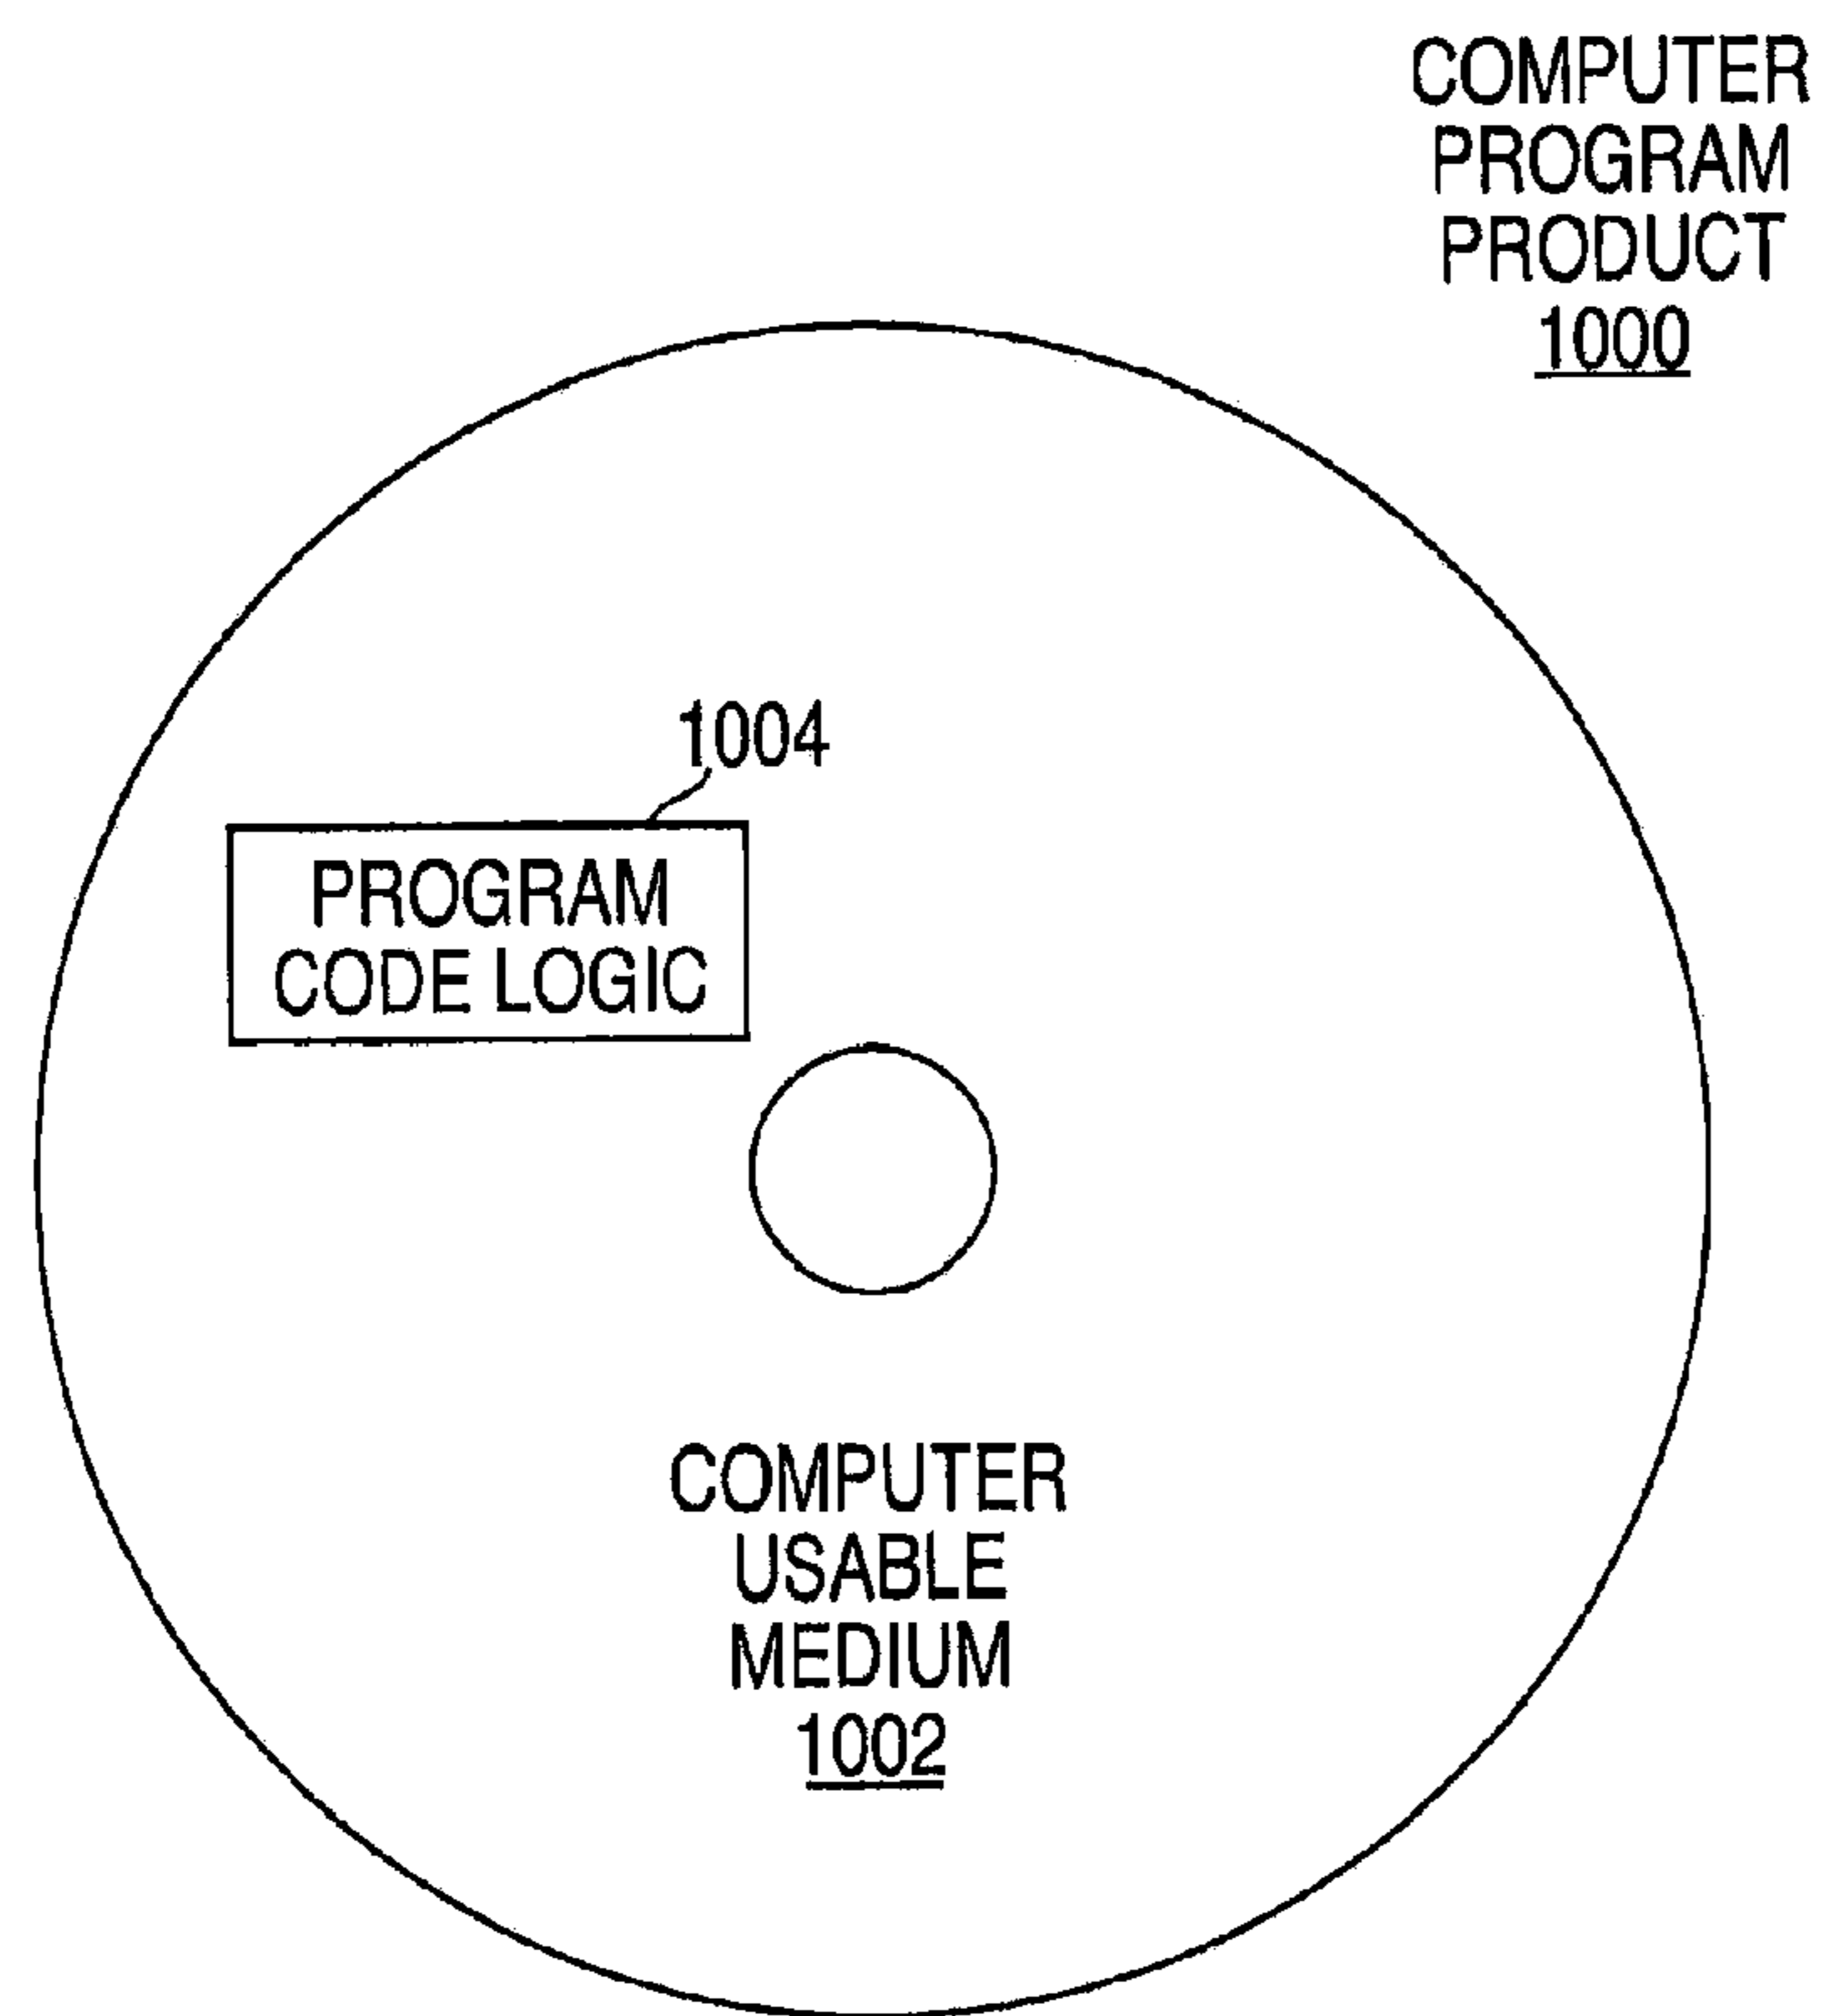 COMPUTER
PROGRAM
PRODUCT
1000
1004
PROGRAM
CODE LOGIC
COMPUTER
USABLE
MEDIUM
1002